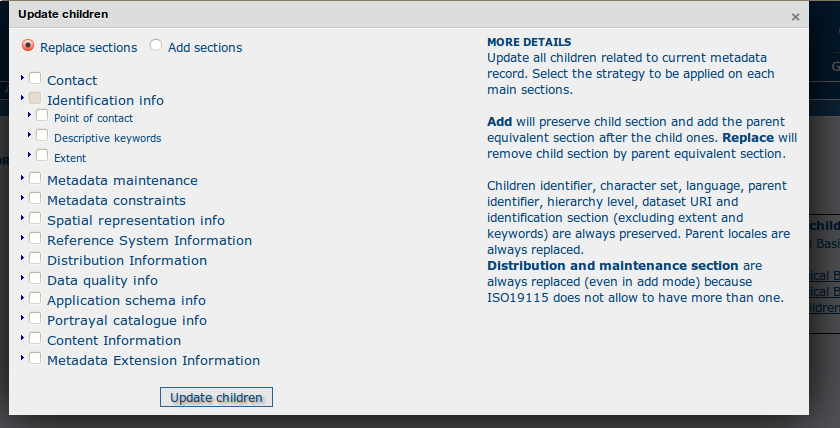 Update children
×
Replace sections Add sections
Contact
Identification info
Point of contact
Descriptive keywords
Extent
Metadata maintenance
Metadata constraints
Spatial representation info
Reference System Information
Distribution Information
Data quality info
Application schema info
Portrayal catalogue info
Content Information
Metadata Extension Information
Update children
MORE DETAILS
Update all children related to current metadata
record. Select the strategy to be applied on each
main sections.
Add will preserve child section and add the parent
equivalent section after the child ones. Replace will
remove child section by parent equivalent section.
Children identifier, character set, language, parent
identifier, hierarchy level, dataset URI and
identification section (excluding extent and
keywords) are always preserved. Parent locales are
always replaced.
Distribution and maintenance section are
always replaced (even in add mode) because
ISO19115 does not allow to have more than one.